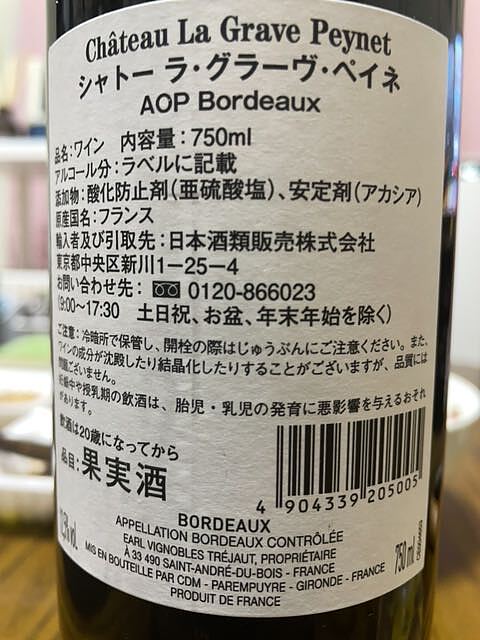 Château La Grave Peynet
シャトー ラ・グラーヴ・ペイネ
AOP Bordeaux
品名：ワイン 内容量：750ml
アルコール分：ラベルに記載
添加物：酸化防止剤（亜硫酸塩）、安定剤（アカシア）
原産国名：フランス
輸入者及び引取先：日本酒類販売株式会社
東京都中央区新川1-25-4
お問い合わせ先： 0120-866023
（9:00〜17:30 土日祝、お盆、年末年始を除く）
ご注意：冷暗所で保管し、開栓の際はじゅうぶんにご注意ください。また、
ワインの成分が沈殿したり結晶化したりすることがございますが、品質には
問題ございません。
妊娠中や授乳期の飲酒は、胎児・乳児の発育に悪影響を与えるおそれ
があります。
飲酒は20歳になってから
品目：果実酒
4 904339 205005
BORDEAUX
APPELLATION BORDEAUX CONTRÔLÉE
EARL VIGNOBLES TRÉJAUT, PROPRIÉTAIRE
À 33 490 SAINT-ANDRÉ-DU-BOIS - FRANCE
MIS EN BOUTEILLE PAR CDM - PAREMPUYRE - GIRONDE - FRANCE
PRODUIT DE FRANCE
% vol.
750 ml